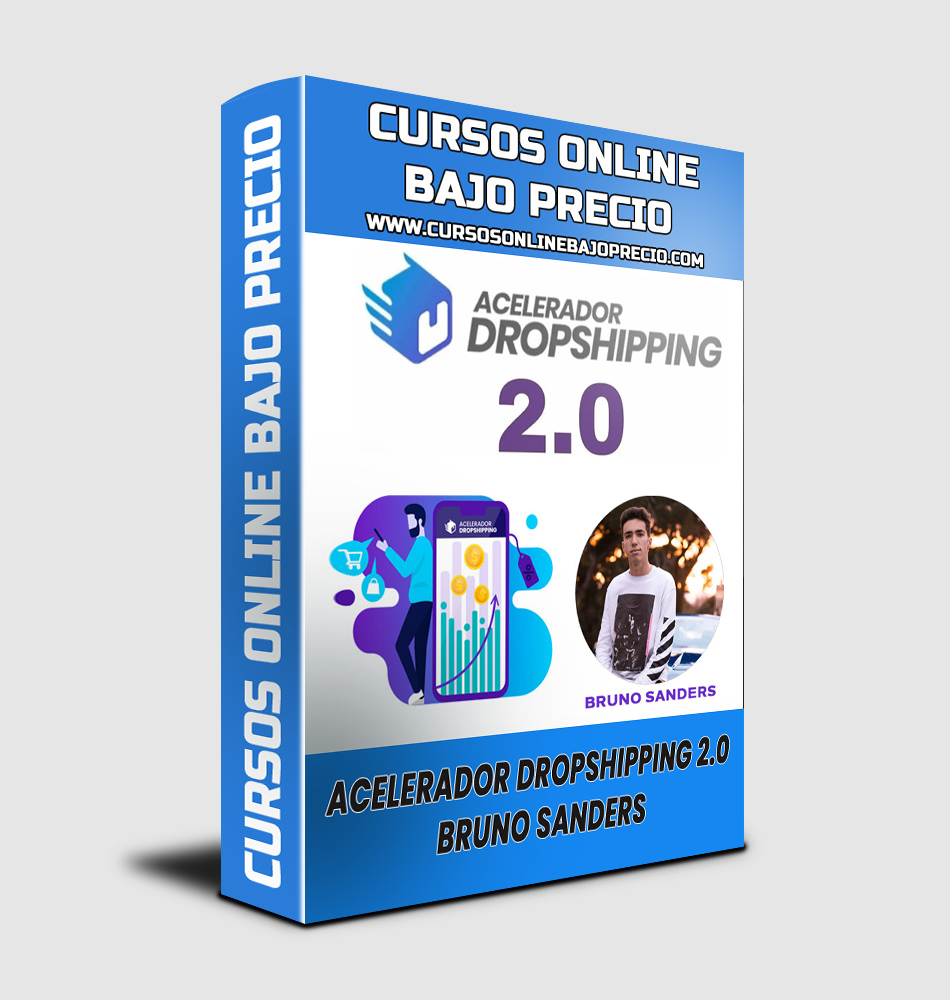 CURSOS ONLINE BAJO PRECIO
CURSOS ONLINE
BAJO PRECIO
WWW.CURSOSONLINEBAJOPRECIO.COM
ACELERADOR
DROPSHIPPING
2.0
ACELERADOR
DROPSHIPPING
BRUNO SANDERS
ACELERADOR DROPSHIPPING 2.0
BRUNO SANDERS